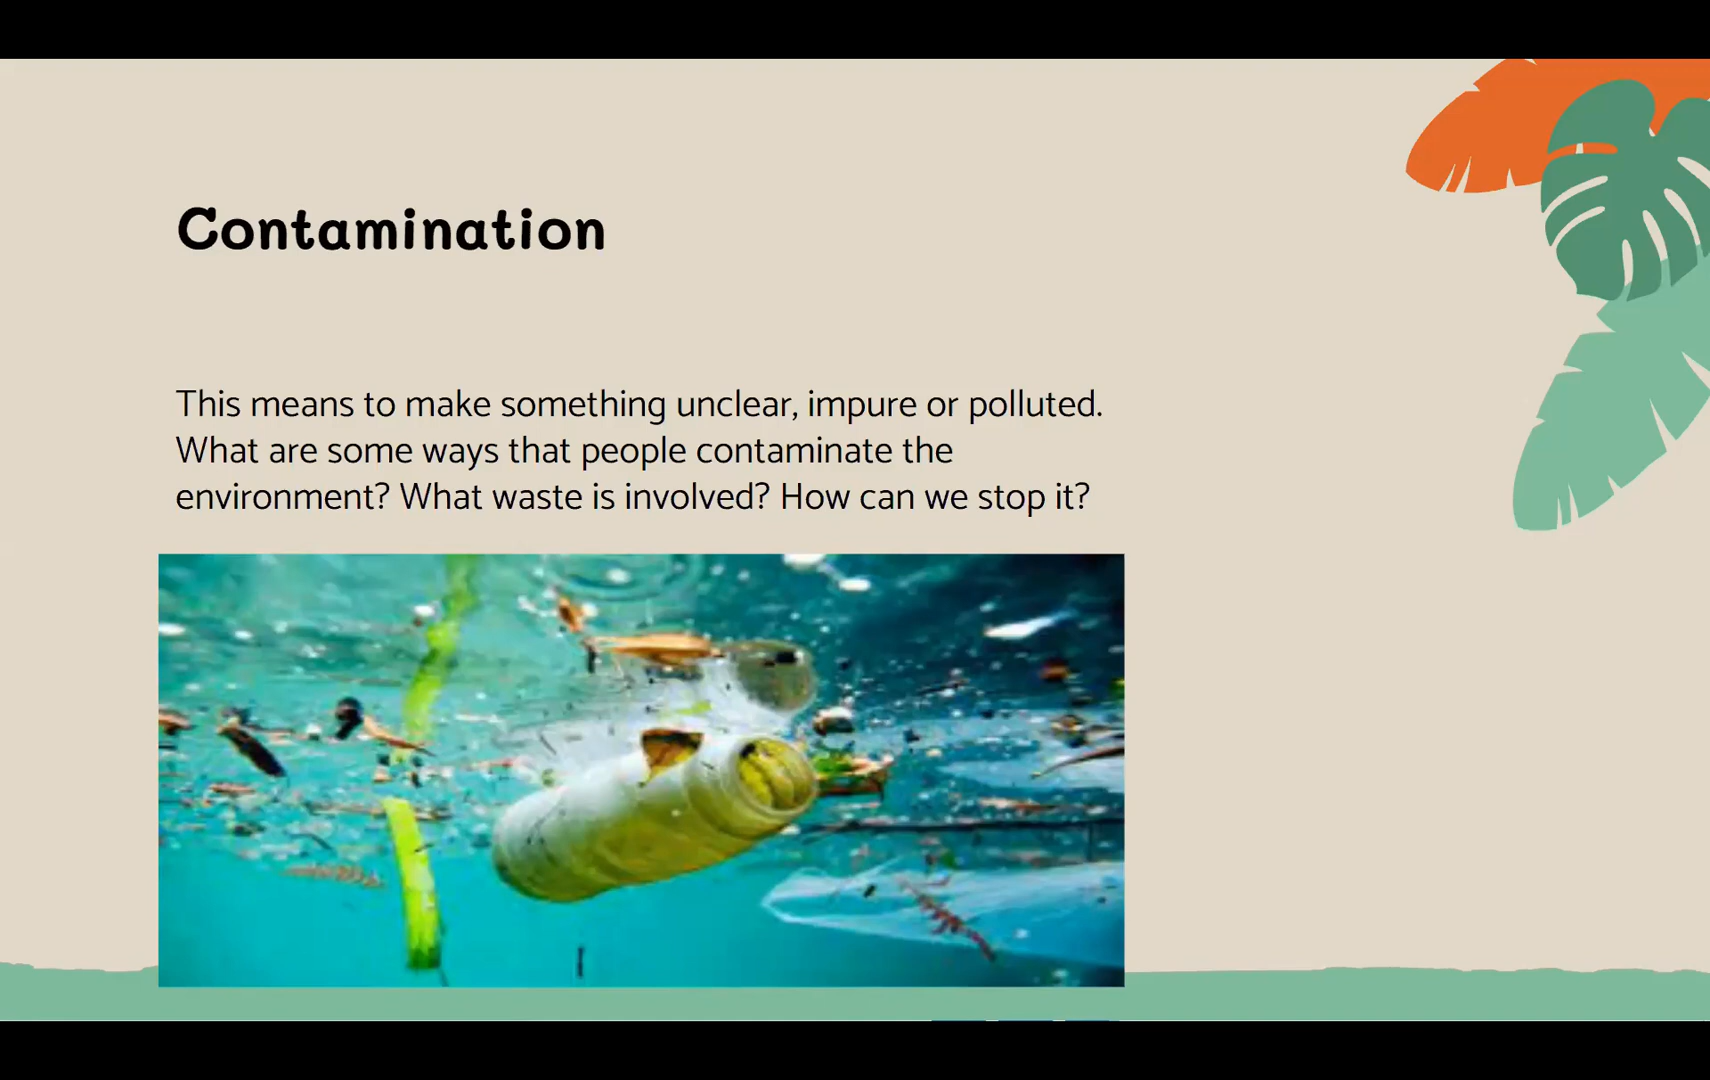 Contamination
This means to make something unclear, impure or polluted.
What are some ways that people contaminate the
environment? What waste is involved? How can we stop it?